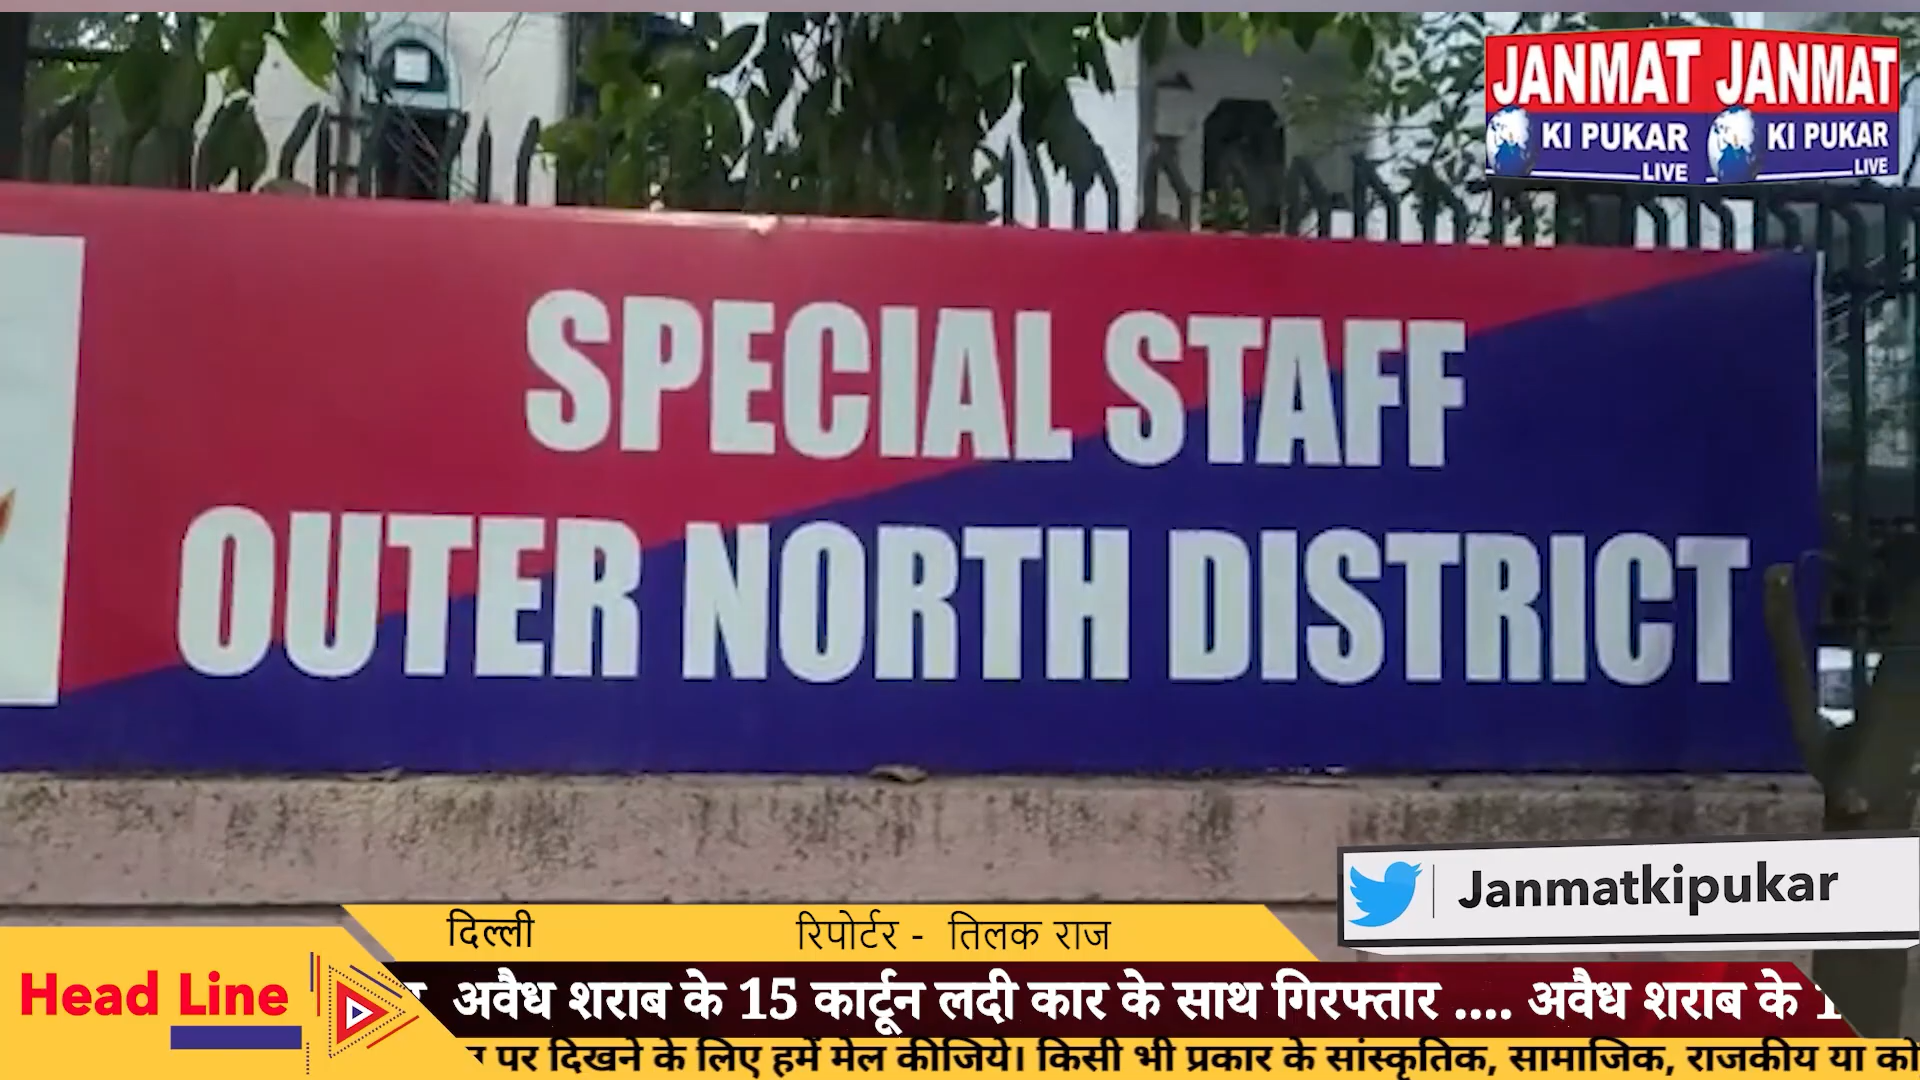 JANMAT JANMAT
KI PUKAR KI PUKAR
LIVE LIVE
SPECIAL STAFF
OUTER NORTH DISTRICT
Janmatkipukar
दिल्ली रिपोर्टर - तिलक राज
Head Line
अवैध शराब के 15 कार्टून लदी कार के साथ गिरफ्तार .... अवैध शराब के
पर दिखने के लिए हमें मेल कीजिये। किसी भी प्रकार के सांस्कृतिक, सामाजिक, राजकीय या